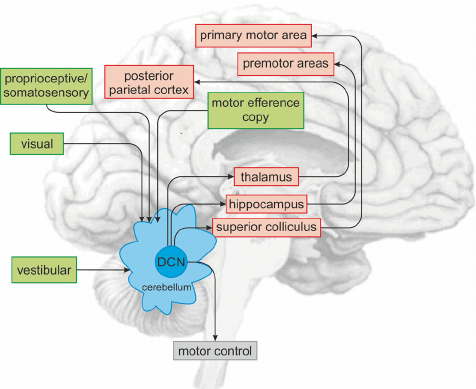 primary motor area
premotor areas
proprioceptive/
somatosensory
posterior
parietal cortex
motor efference
copy
visual
thalamus
hippocampus
superior colliculus
vestibular
DCN
cerebellum
motor control